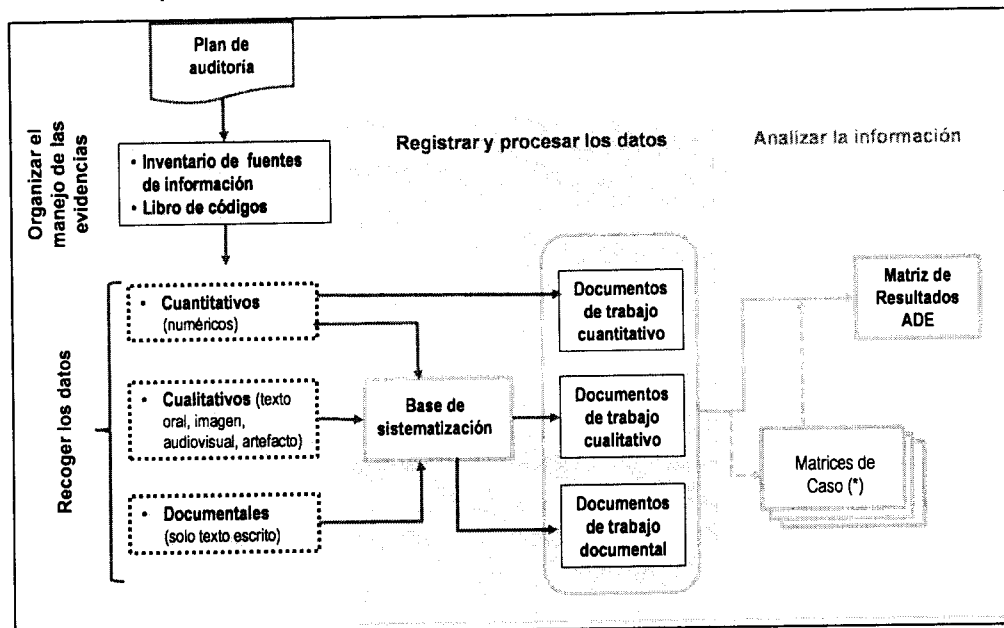 Plan de
auditoría
Organizar el
manejo de las
evidencias
• Inventario de fuentes
de información
• Libro de códigos
Registrar y procesar los datos
Analizar la información
Recoger los datos
• Cuantitativos
(numéricos)
• Cualitativos (texto
oral, imagen,
audiovisual, artefacto)
• Documentales
(solo texto escrito)
Base de
sistematización
Documentos
de trabajo
cuantitativo
Documentos
de trabajo
cualitativo
Documentos
de trabajo
documental
Matriz de
Resultados
ADE
Matrices de
Caso (*)